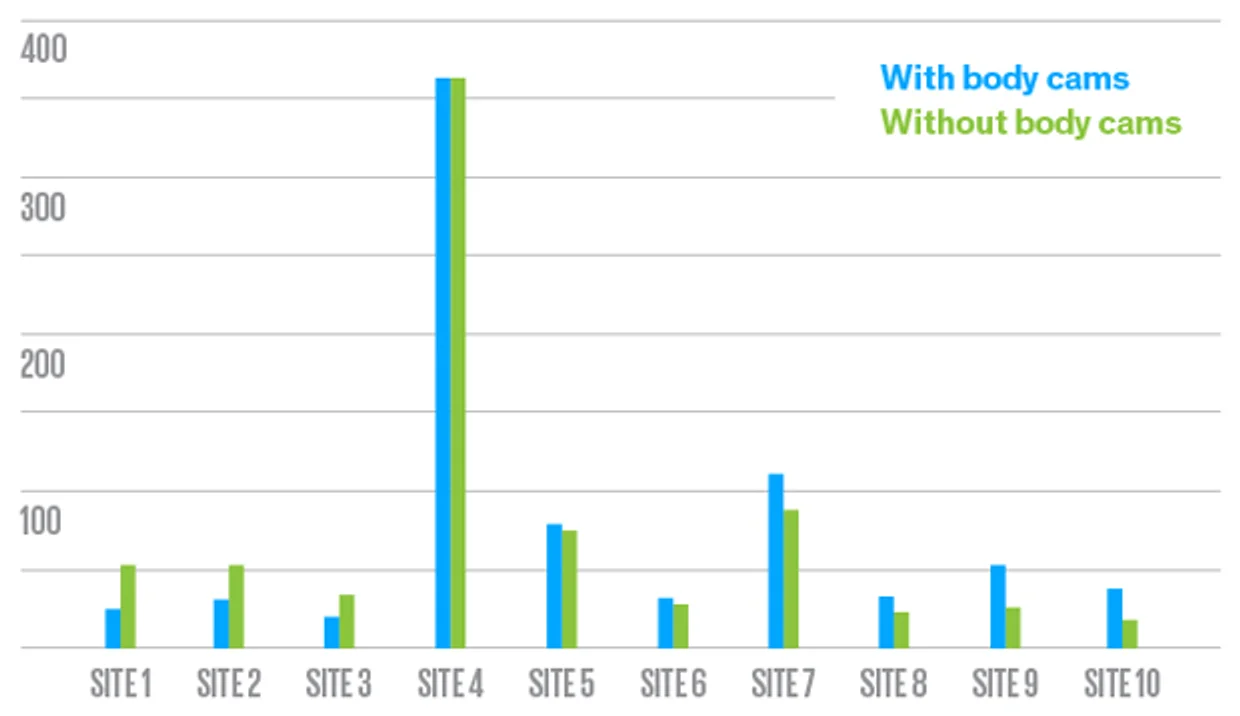 400
With body cams
Without body cams
300
200
100
SITE 1
SITE 2
SITE 3
SITE 4
SITE 5
SITE 6
SITE 7
SITE 8
SITE 9
SITE 10